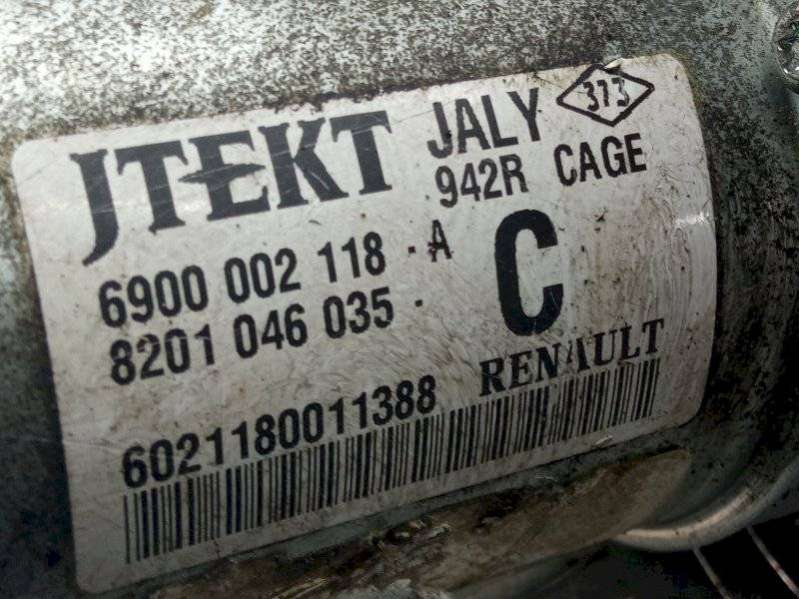 JTEKT JALY 373
942R CAGE
6900 002 118 - A
8201 046 035 -
C
RENAULT
6021180011388